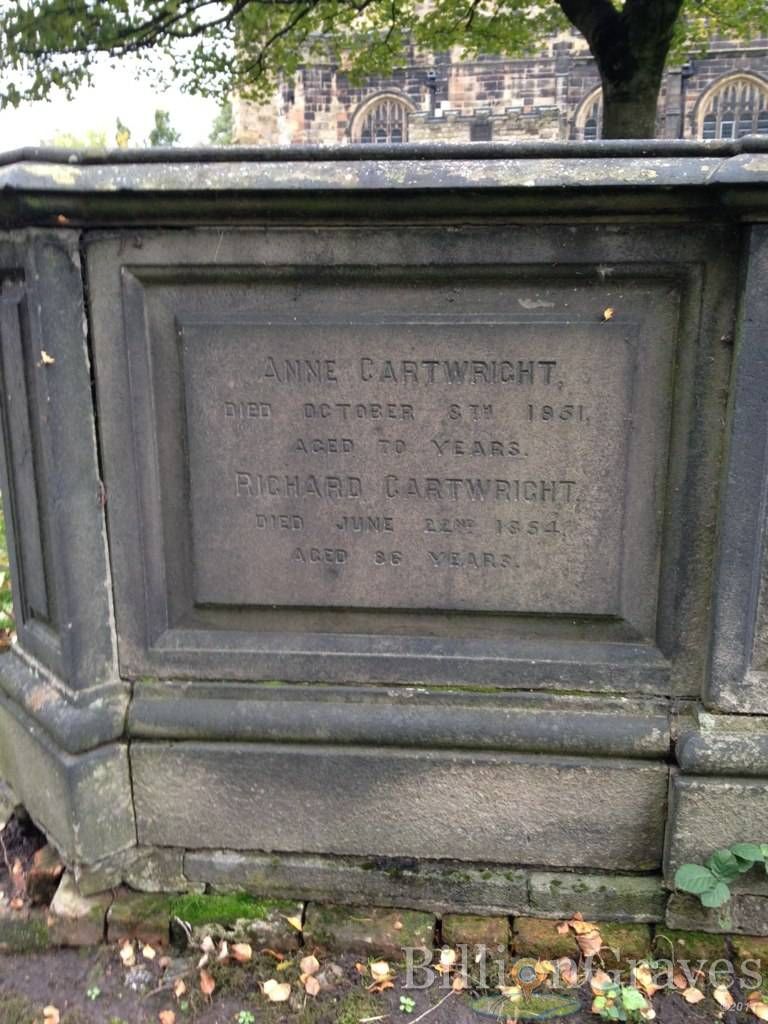 ANNE CARTWRIGHT,
DIED OCTOBER 8TH 1851,
AGED 70 YEARS.
RICHARD CARTWRIGHT.
DIED JUNE 22ND 1854,
AGED 86 YEARS.
BillionGraves
©2011